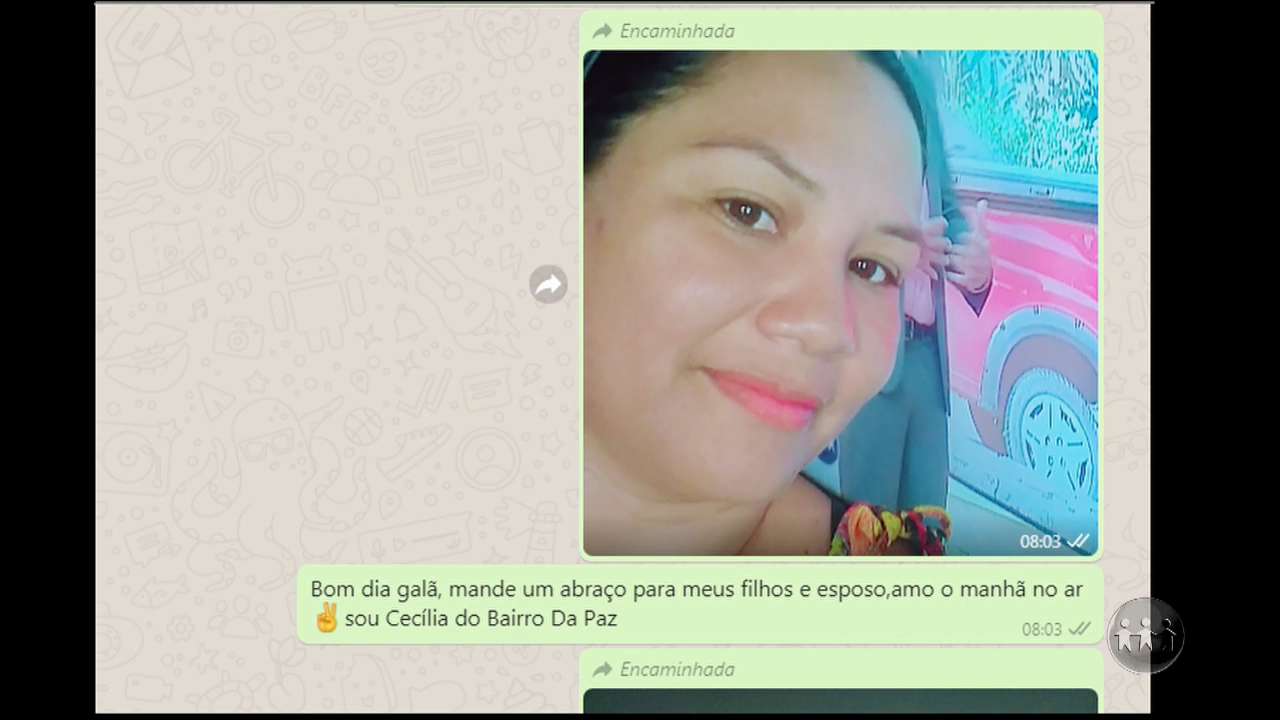 Encaminhada
08:03
Bom dia galã, mande um abraço para meus filhos e esposo,amo o manhã no ar
✌️ sou Cecília do Bairro Da Paz
08:03
Encaminhada